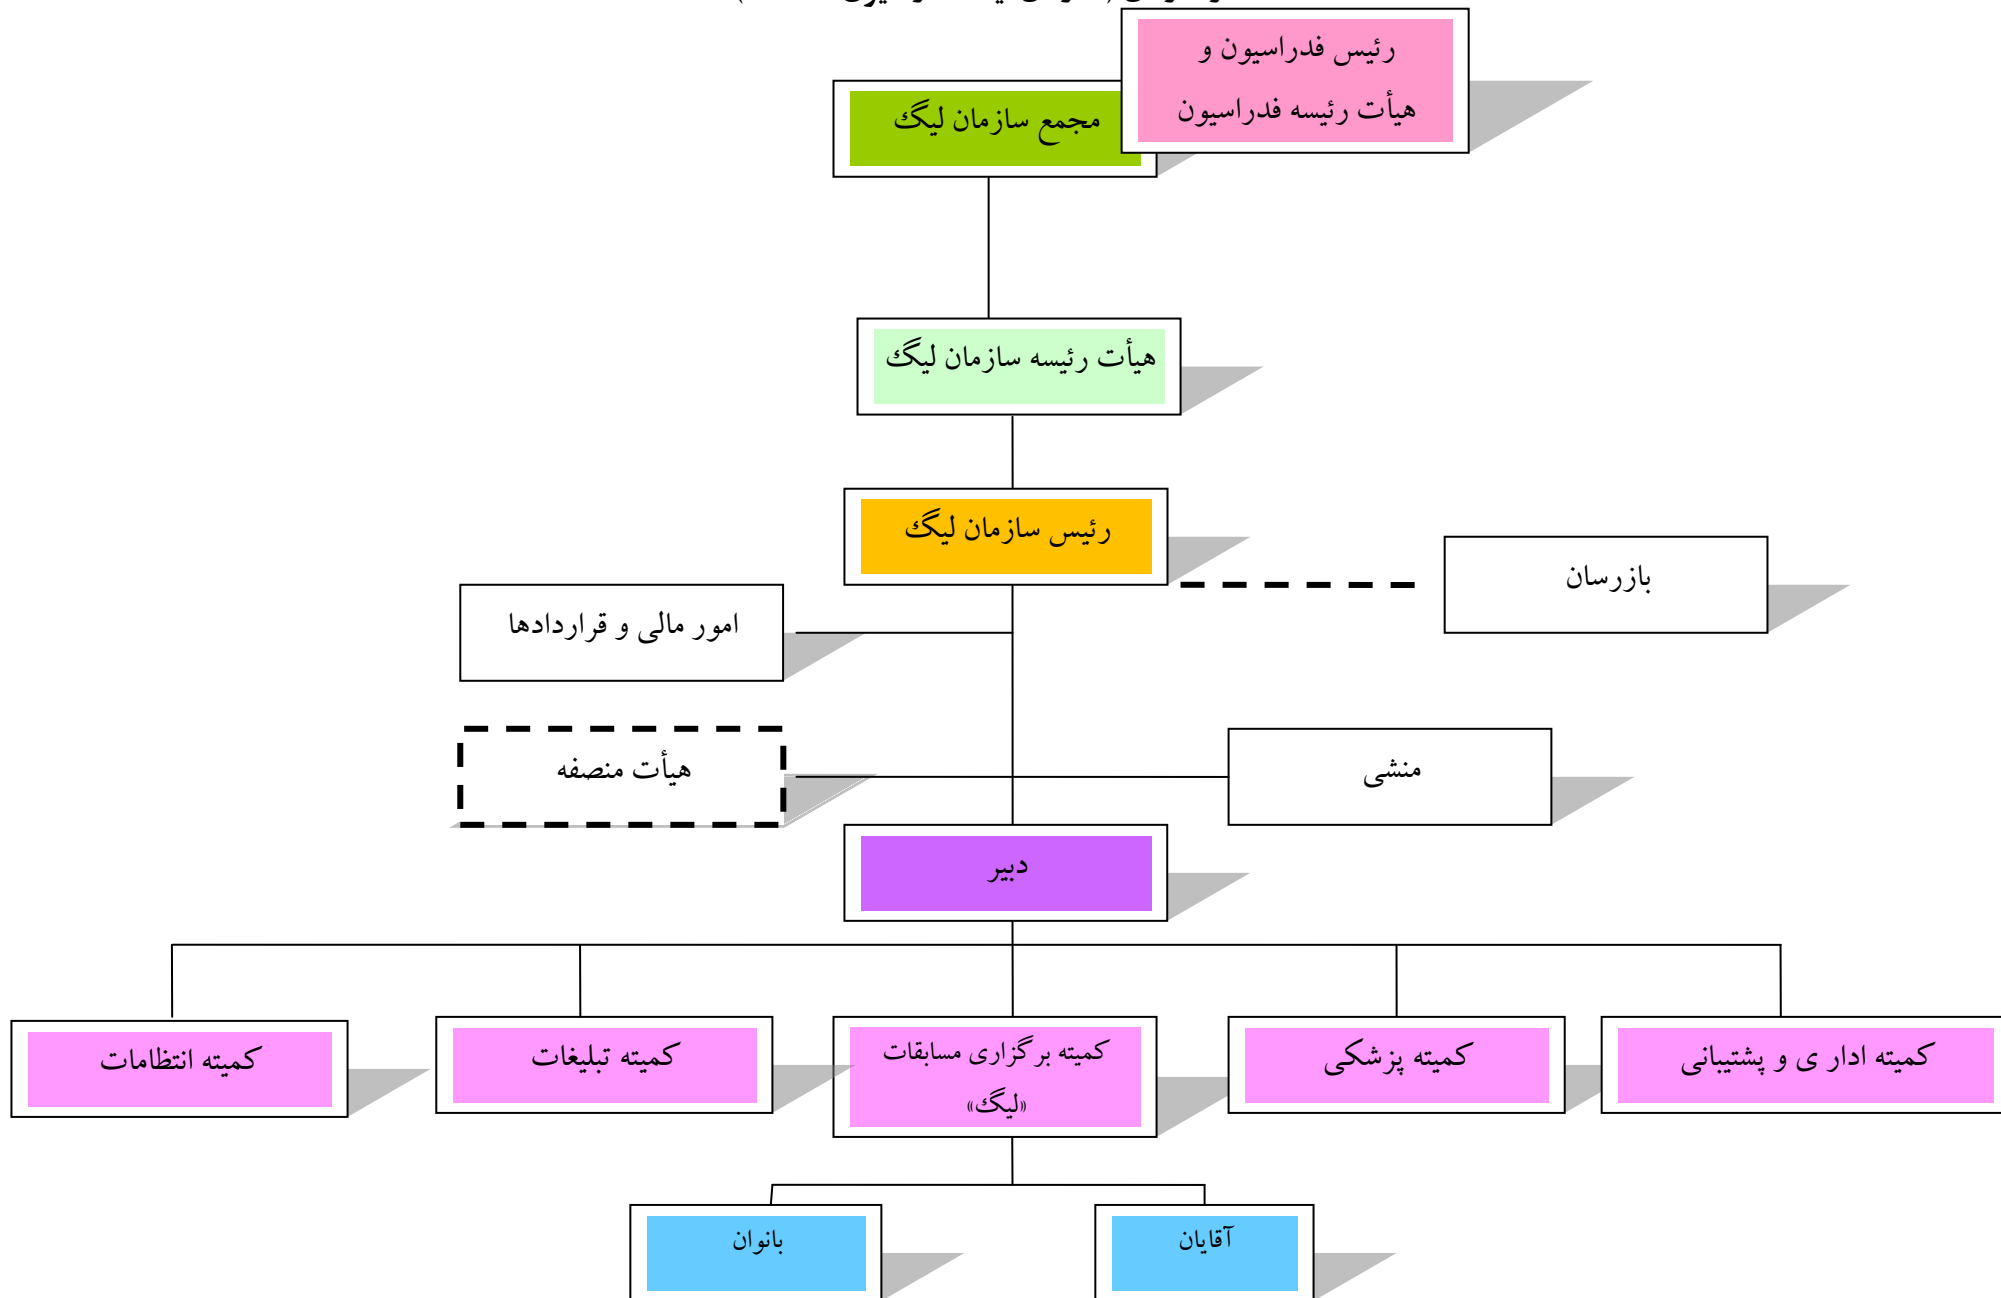 رئیس فدراسیون و
هیأت رئیسه فدراسیون
مجمع سازمان لیگ
هیأت رئیسه سازمان لیگ
رئیس سازمان لیگ
بازرسان
امور مالی و قراردادها
منشی
هیأت منصفه
دبیر
کمیته ادار ی و پشتیبانی
کمیته پزشکی
کمیته برگزاری مسابقات
«لیگ»
کمیته تبلیغات
کمیته انتظامات
آقایان
بانوان